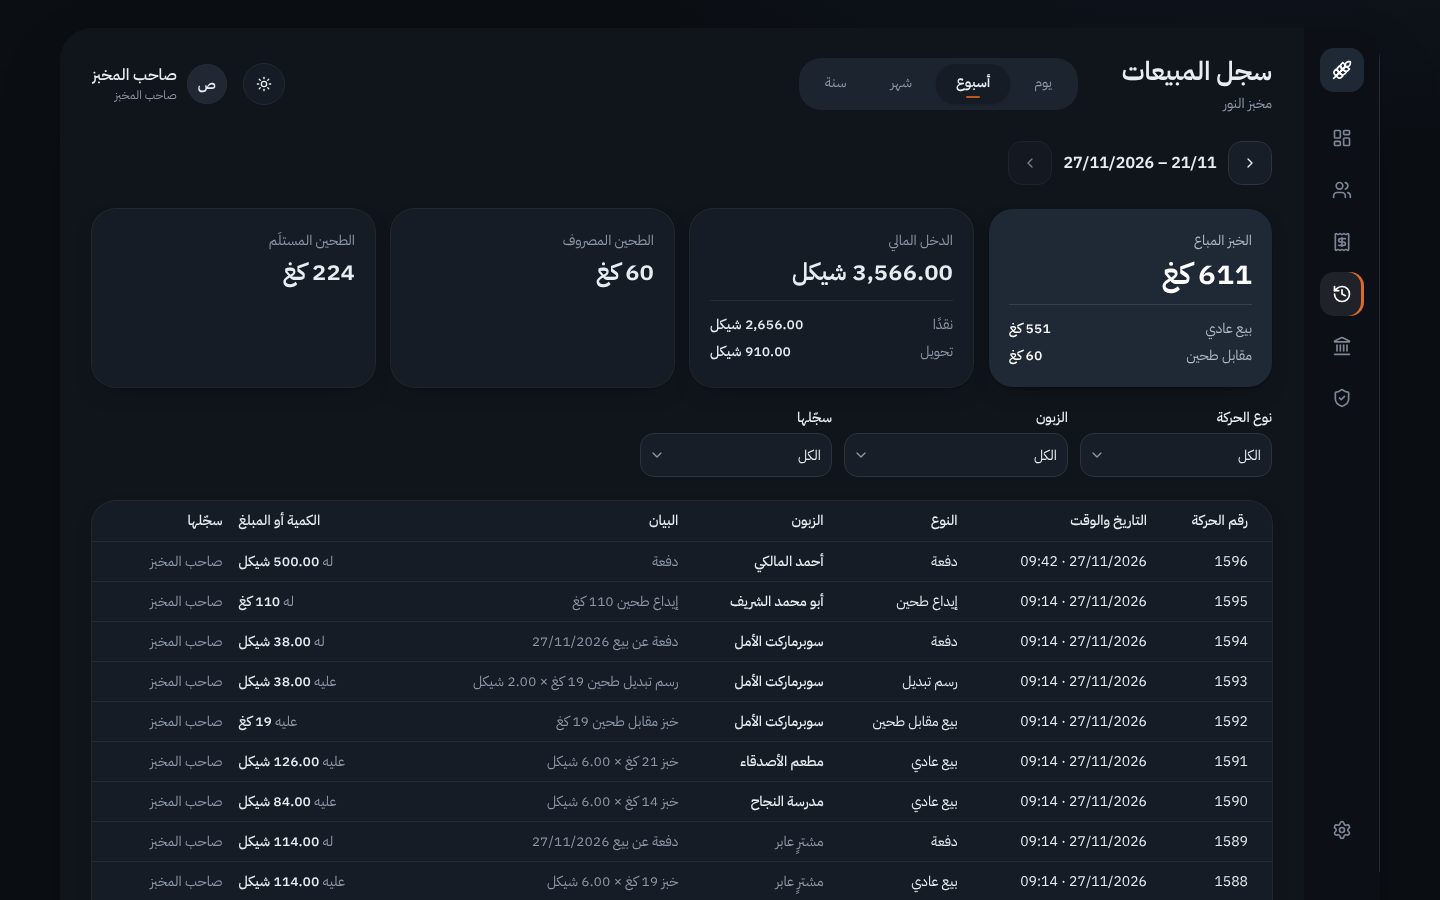 سجل المبيعات
مخبز النور
يوم
أسبوع
شهر
سنة
ص
صاحب المخبز
صاحب المخبز
21/11 – 27/11/2026
الخبز المباع
611 كغ
بيع عادي 551 كغ
مقابل طحين 60 كغ
الدخل المالي
3,566.00 شيكل
نقدًا 2,656.00 شيكل
تحويل 910.00 شيكل
الطحين المصروف
60 كغ
الطحين المستلَم
224 كغ
نوع الحركة
الكل
الزبون
الكل
سجّلها
الكل
رقم الحركة التاريخ والوقت النوع الزبون البيان الكمية أو المبلغ سجّلها
1596 27/11/2026 · 09:42 دفعة أحمد المالكي دفعة له 500.00 شيكل صاحب المخبز
1595 27/11/2026 · 09:14 إيداع طحين أبو محمد الشريف إيداع طحين 110 كغ له 110 كغ صاحب المخبز
1594 27/11/2026 · 09:14 دفعة سوبرماركت الأمل دفعة عن بيع 27/11/2026 له 38.00 شيكل صاحب المخبز
1593 27/11/2026 · 09:14 رسم تبديل سوبرماركت الأمل رسم تبديل طحين 19 كغ × 2.00 شيكل عليه 38.00 شيكل صاحب المخبز
1592 27/11/2026 · 09:14 بيع مقابل طحين سوبرماركت الأمل خبز مقابل طحين 19 كغ عليه 19 كغ صاحب المخبز
1591 27/11/2026 · 09:14 بيع عادي مطعم الأصدقاء خبز 21 كغ × 6.00 شيكل عليه 126.00 شيكل صاحب المخبز
1590 27/11/2026 · 09:14 بيع عادي مدرسة النجاح خبز 14 كغ × 6.00 شيكل عليه 84.00 شيكل صاحب المخبز
1589 27/11/2026 · 09:14 دفعة مشترٍ عابر دفعة عن بيع 27/11/2026 له 114.00 شيكل صاحب المخبز
1588 27/11/2026 · 09:14 بيع عادي مشترٍ عابر خبز 19 كغ × 6.00 شيكل عليه 114.00 شيكل صاحب المخبز